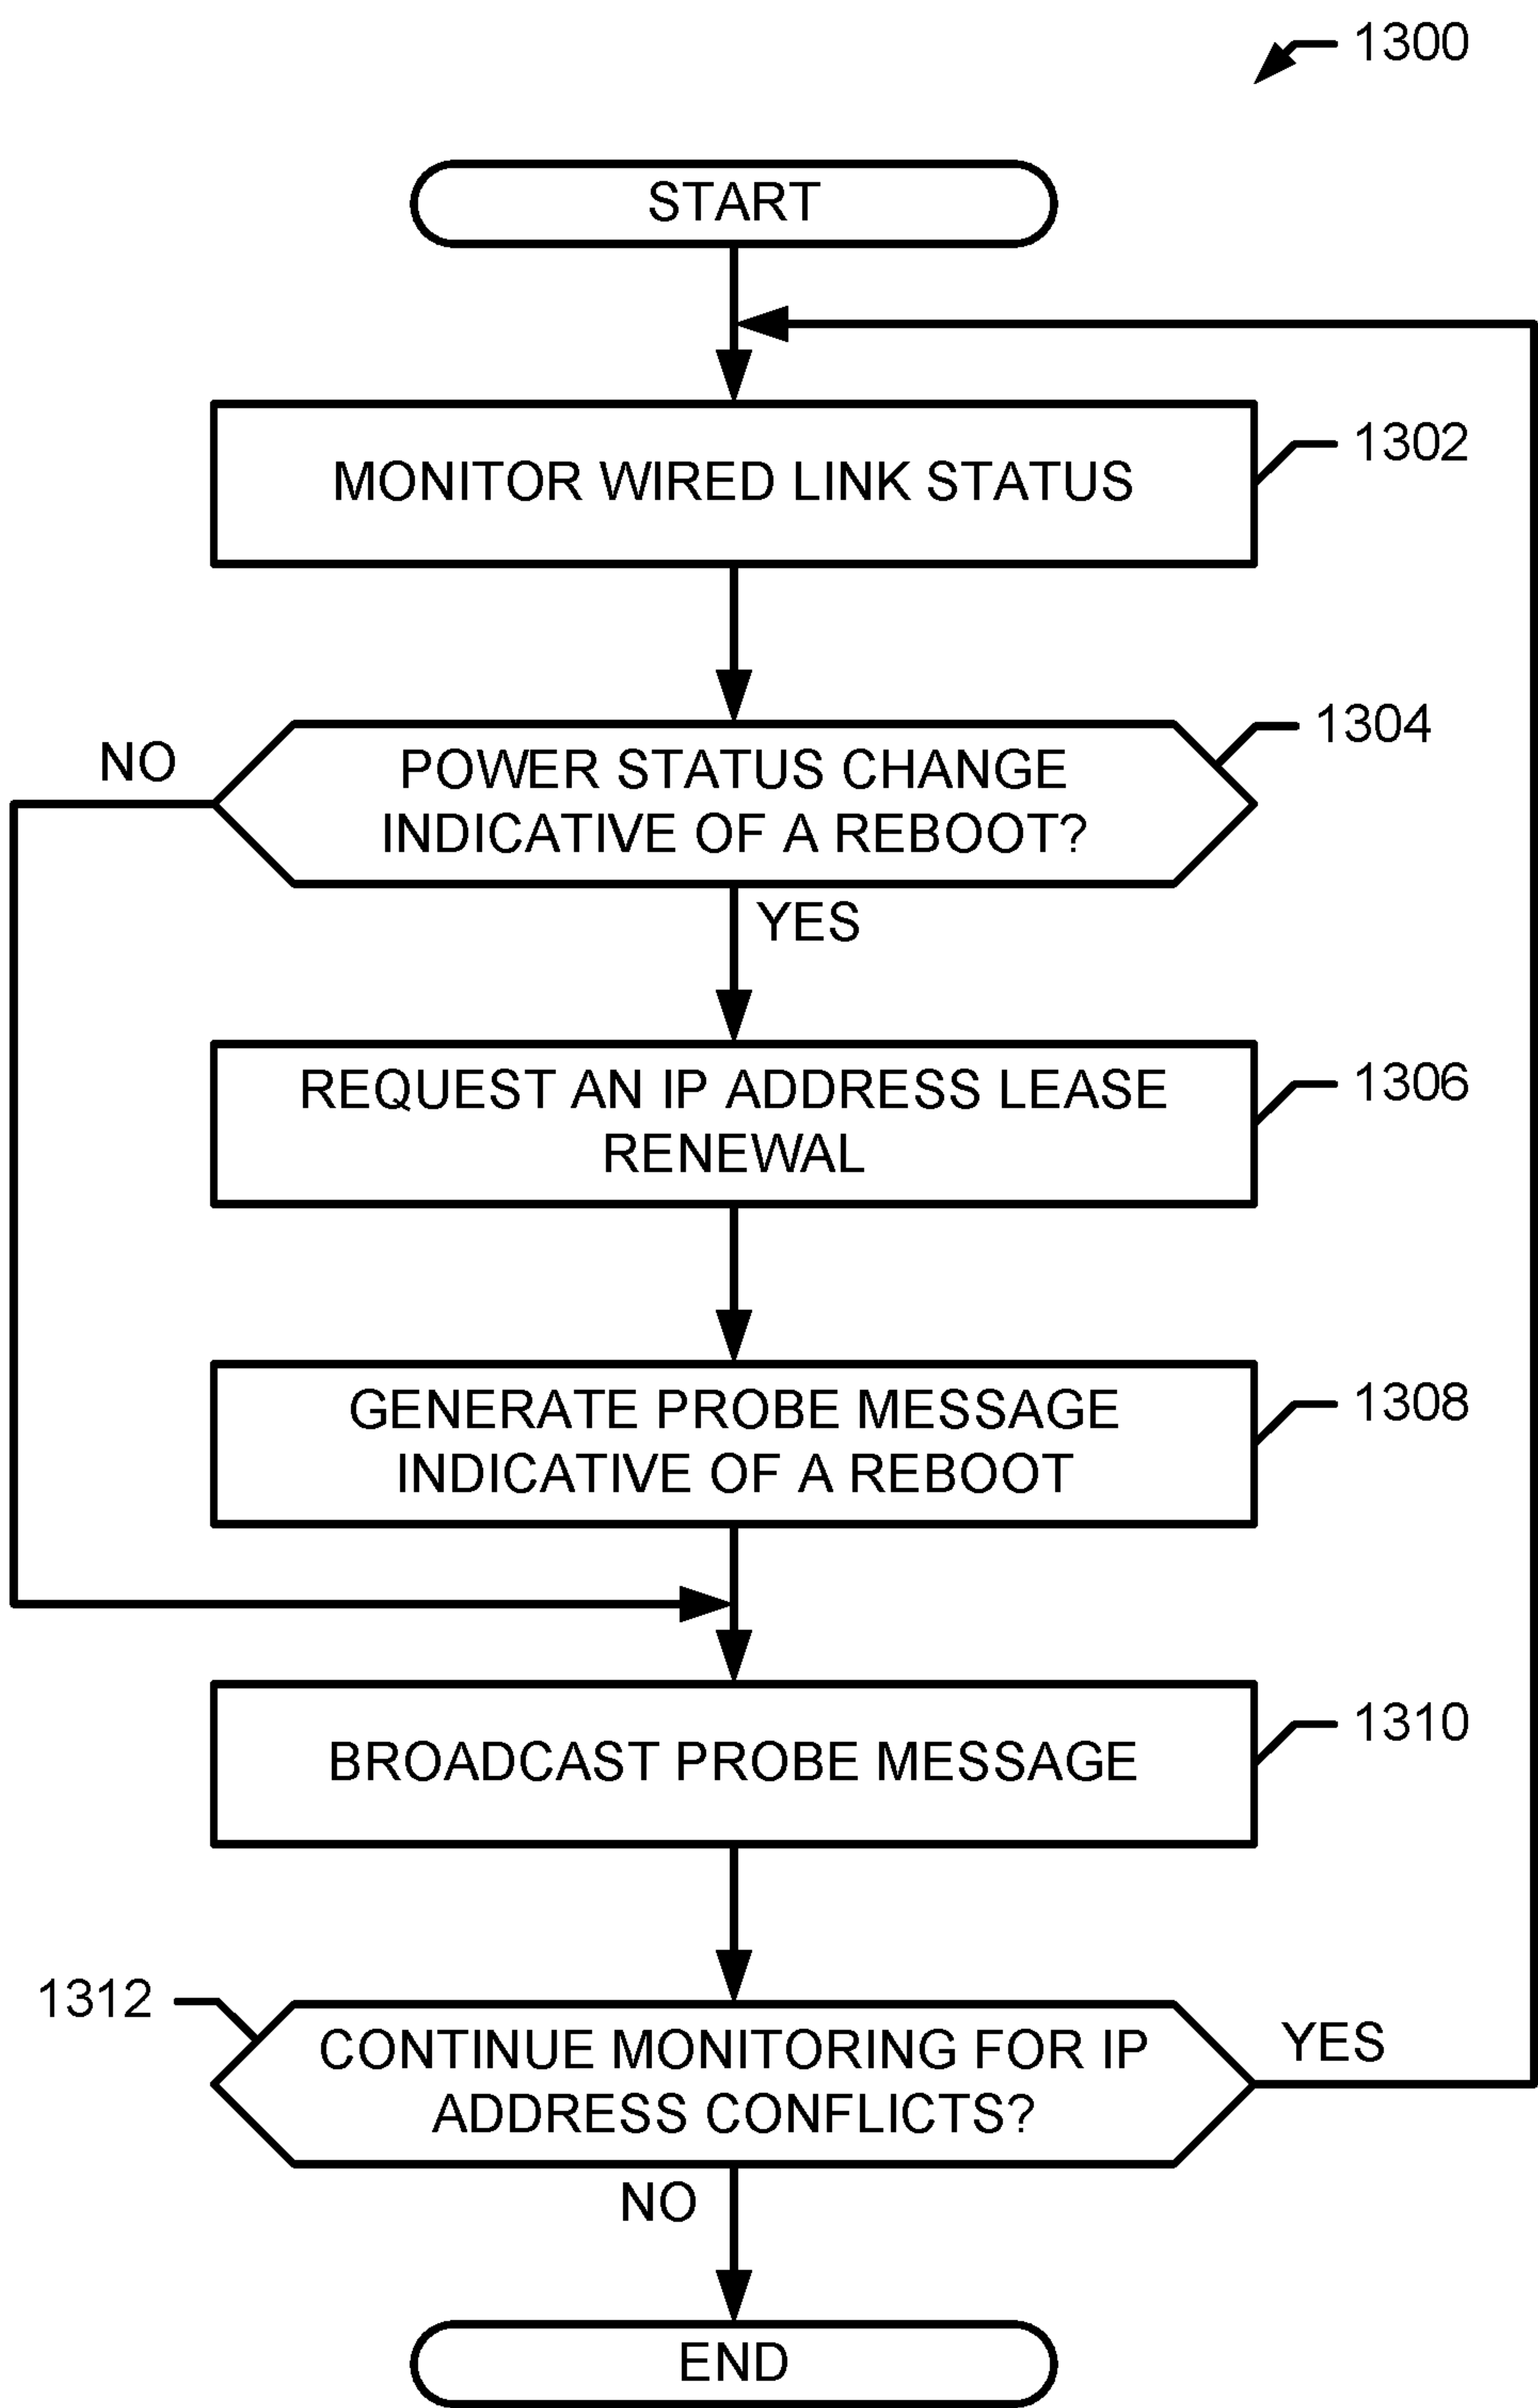 1300
START
MONITOR WIRED LINK STATUS
1302
1304
NO
POWER STATUS CHANGE
INDICATIVE OF A REBOOT?
YES
REQUEST AN IP ADDRESS LEASE
RENEWAL
1306
GENERATE PROBE MESSAGE
INDICATIVE OF A REBOOT
1308
BROADCAST PROBE MESSAGE
1310
1312
CONTINUE MONITORING FOR IP
ADDRESS CONFLICTS?
YES
NO
END